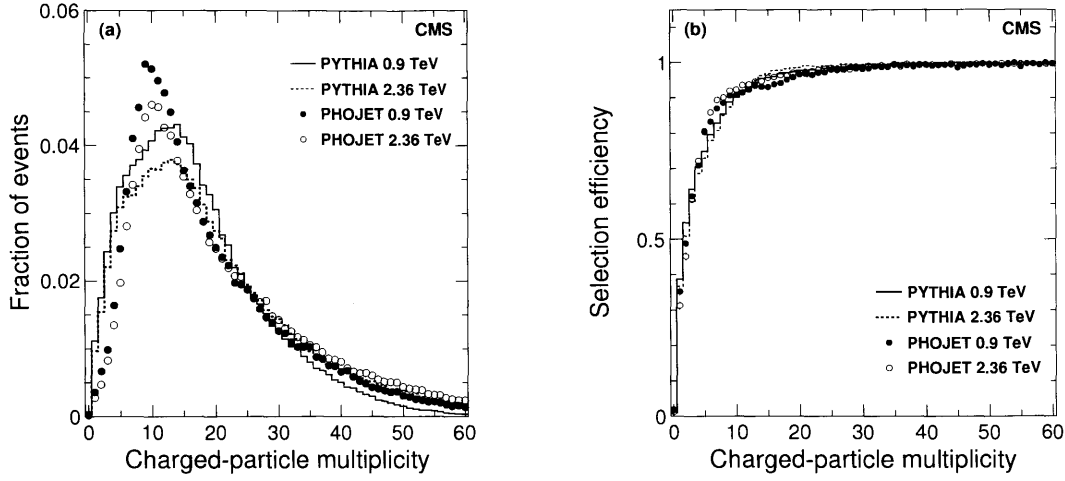 (a)
CMS
PYTHIA 0.9 TeV
PYTHIA 2.36 TeV
PHOJET 0.9 TeV
PHOJET 2.36 TeV
Fraction of events
0.06
0.04
0.02
0
0 10 20 30 40 50 60
Charged-particle multiplicity
(b)
CMS
Selection efficiency
1
0.5
0
PYTHIA 0.9 TeV
PYTHIA 2.36 TeV
PHOJET 0.9 TeV
PHOJET 2.36 TeV
0 10 20 30 40 50 60
Charged-particle multiplicity